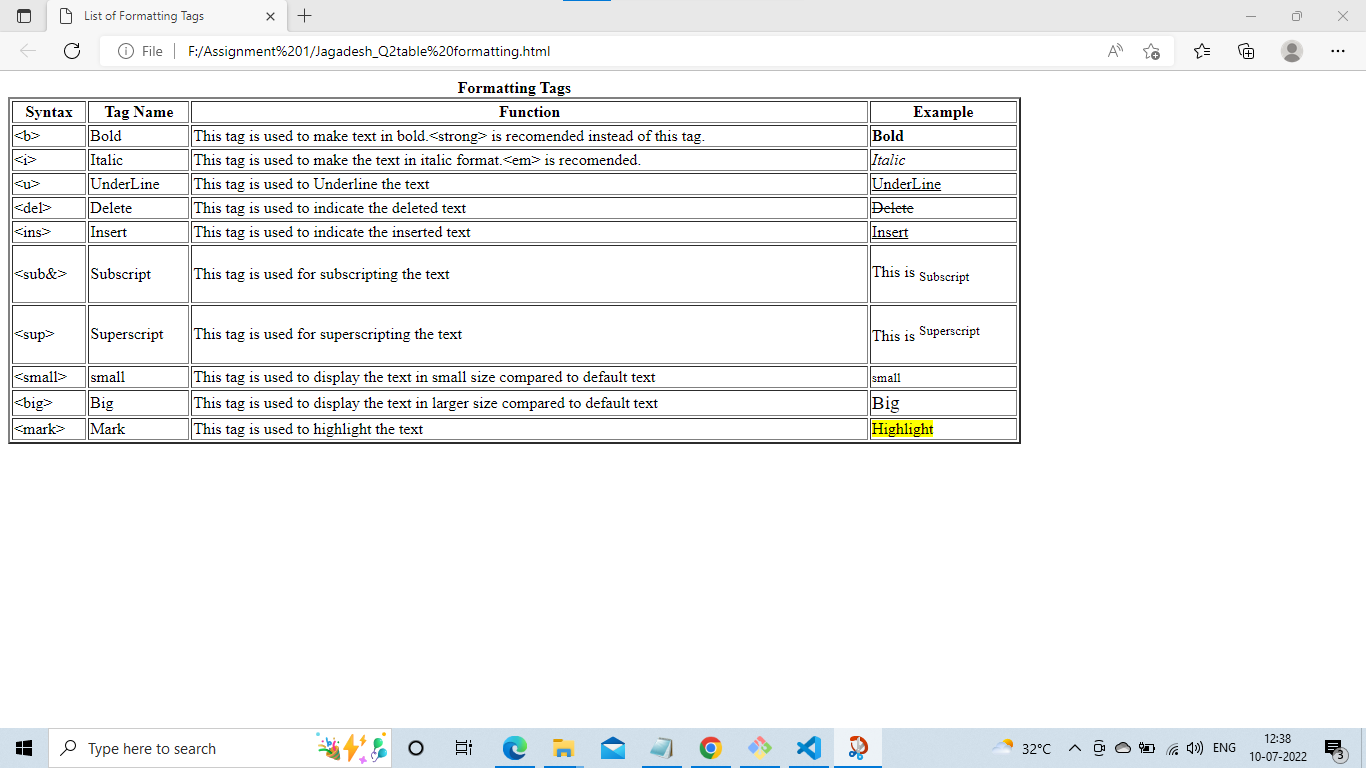 List of Formatting Tags
File F:/Assignment%201/Jagadesh_Q2table%20formatting.html
Formatting Tags
Syntax Tag Name Function Example
<b> Bold This tag is used to make text in bold.<strong> is recomended instead of this tag. Bold
<i> Italic This tag is used to make the text in italic format.<em> is recomended. Italic
<u> UnderLine This tag is used to Underline the text UnderLine
<del> Delete This tag is used to indicate the deleted text Delete
<ins> Insert This tag is used to indicate the inserted text Insert
<sub&> Subscript This tag is used for subscripting the text This is Subscript
<sup> Superscript This tag is used for superscripting the text This is Superscript
<small> small This tag is used to display the text in small size compared to default text small
<big> Big This tag is used to display the text in larger size compared to default text Big
<mark> Mark This tag is used to highlight the text Highlight
Type here to search 32°C ENG 12:38
10-07-2022 3